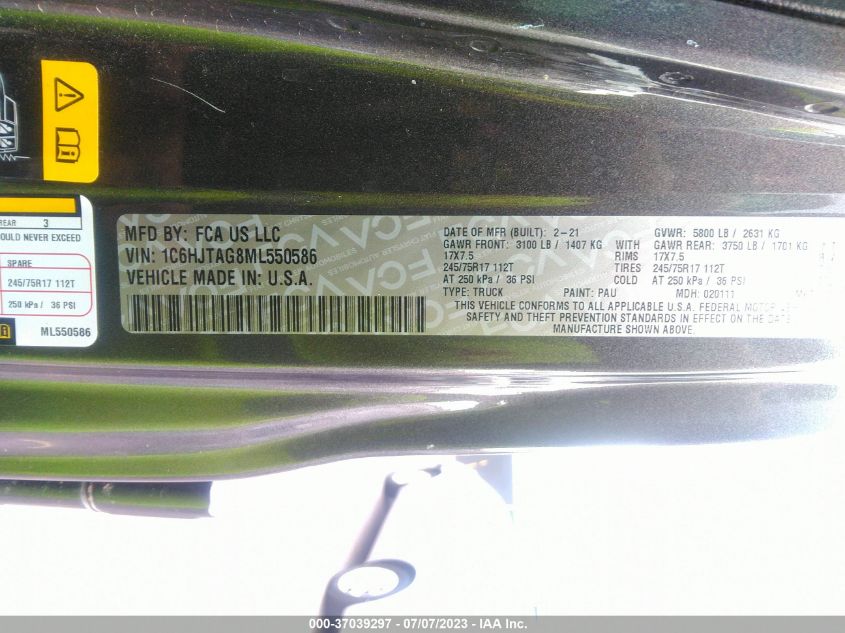 REAR 3
OULD NEVER EXCEED
SPARE
245/75R17 112T
250 kPa / 36 PSI
ML550586
MFD BY: FCA US LLC
VIN: 1C6HJTAG8ML550586
VEHICLE MADE IN: U.S.A.
DATE OF MFR (BUILT): 2-21 GVWR: 5800 LB / 2631 KG
GAWR FRONT: 3100 LB / 1407 KG WITH GAWR REAR: 3750 LB / 1701 KG
17X7.5 RIMS 17X7.5
245/75R17 112T TIRES 245/75R17 112T
AT 250 kPa / 36 PSI COLD AT 250 kPa / 36 PSI
TYPE: TRUCK PAINT: PAU MDH: 020111
THIS VEHICLE CONFORMS TO ALL APPLICABLE U.S.A. FEDERAL MOTOR
SAFETY AND THEFT PREVENTION STANDARDS IN EFFECT ON THE DATE
MANUFACTURE SHOWN ABOVE.
000-37039297 - 07/07/2023 - IAA Inc.